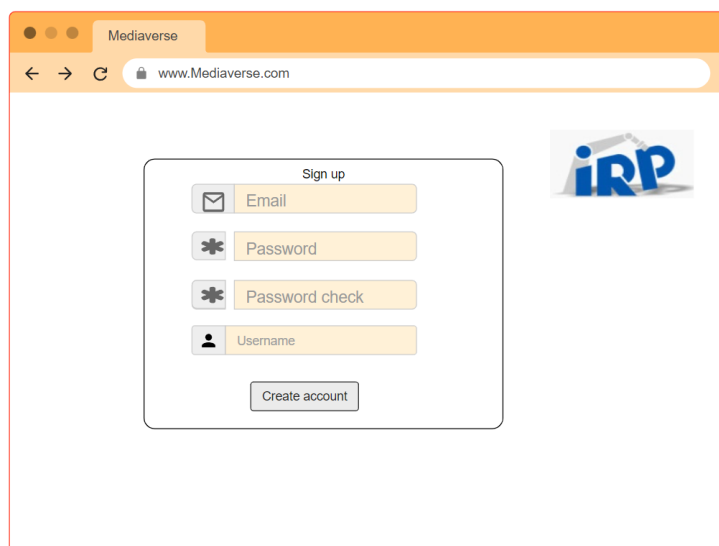 Mediaverse
www.Mediaverse.com
iRP
Sign up
Email
Password
Password check
Username
Create account